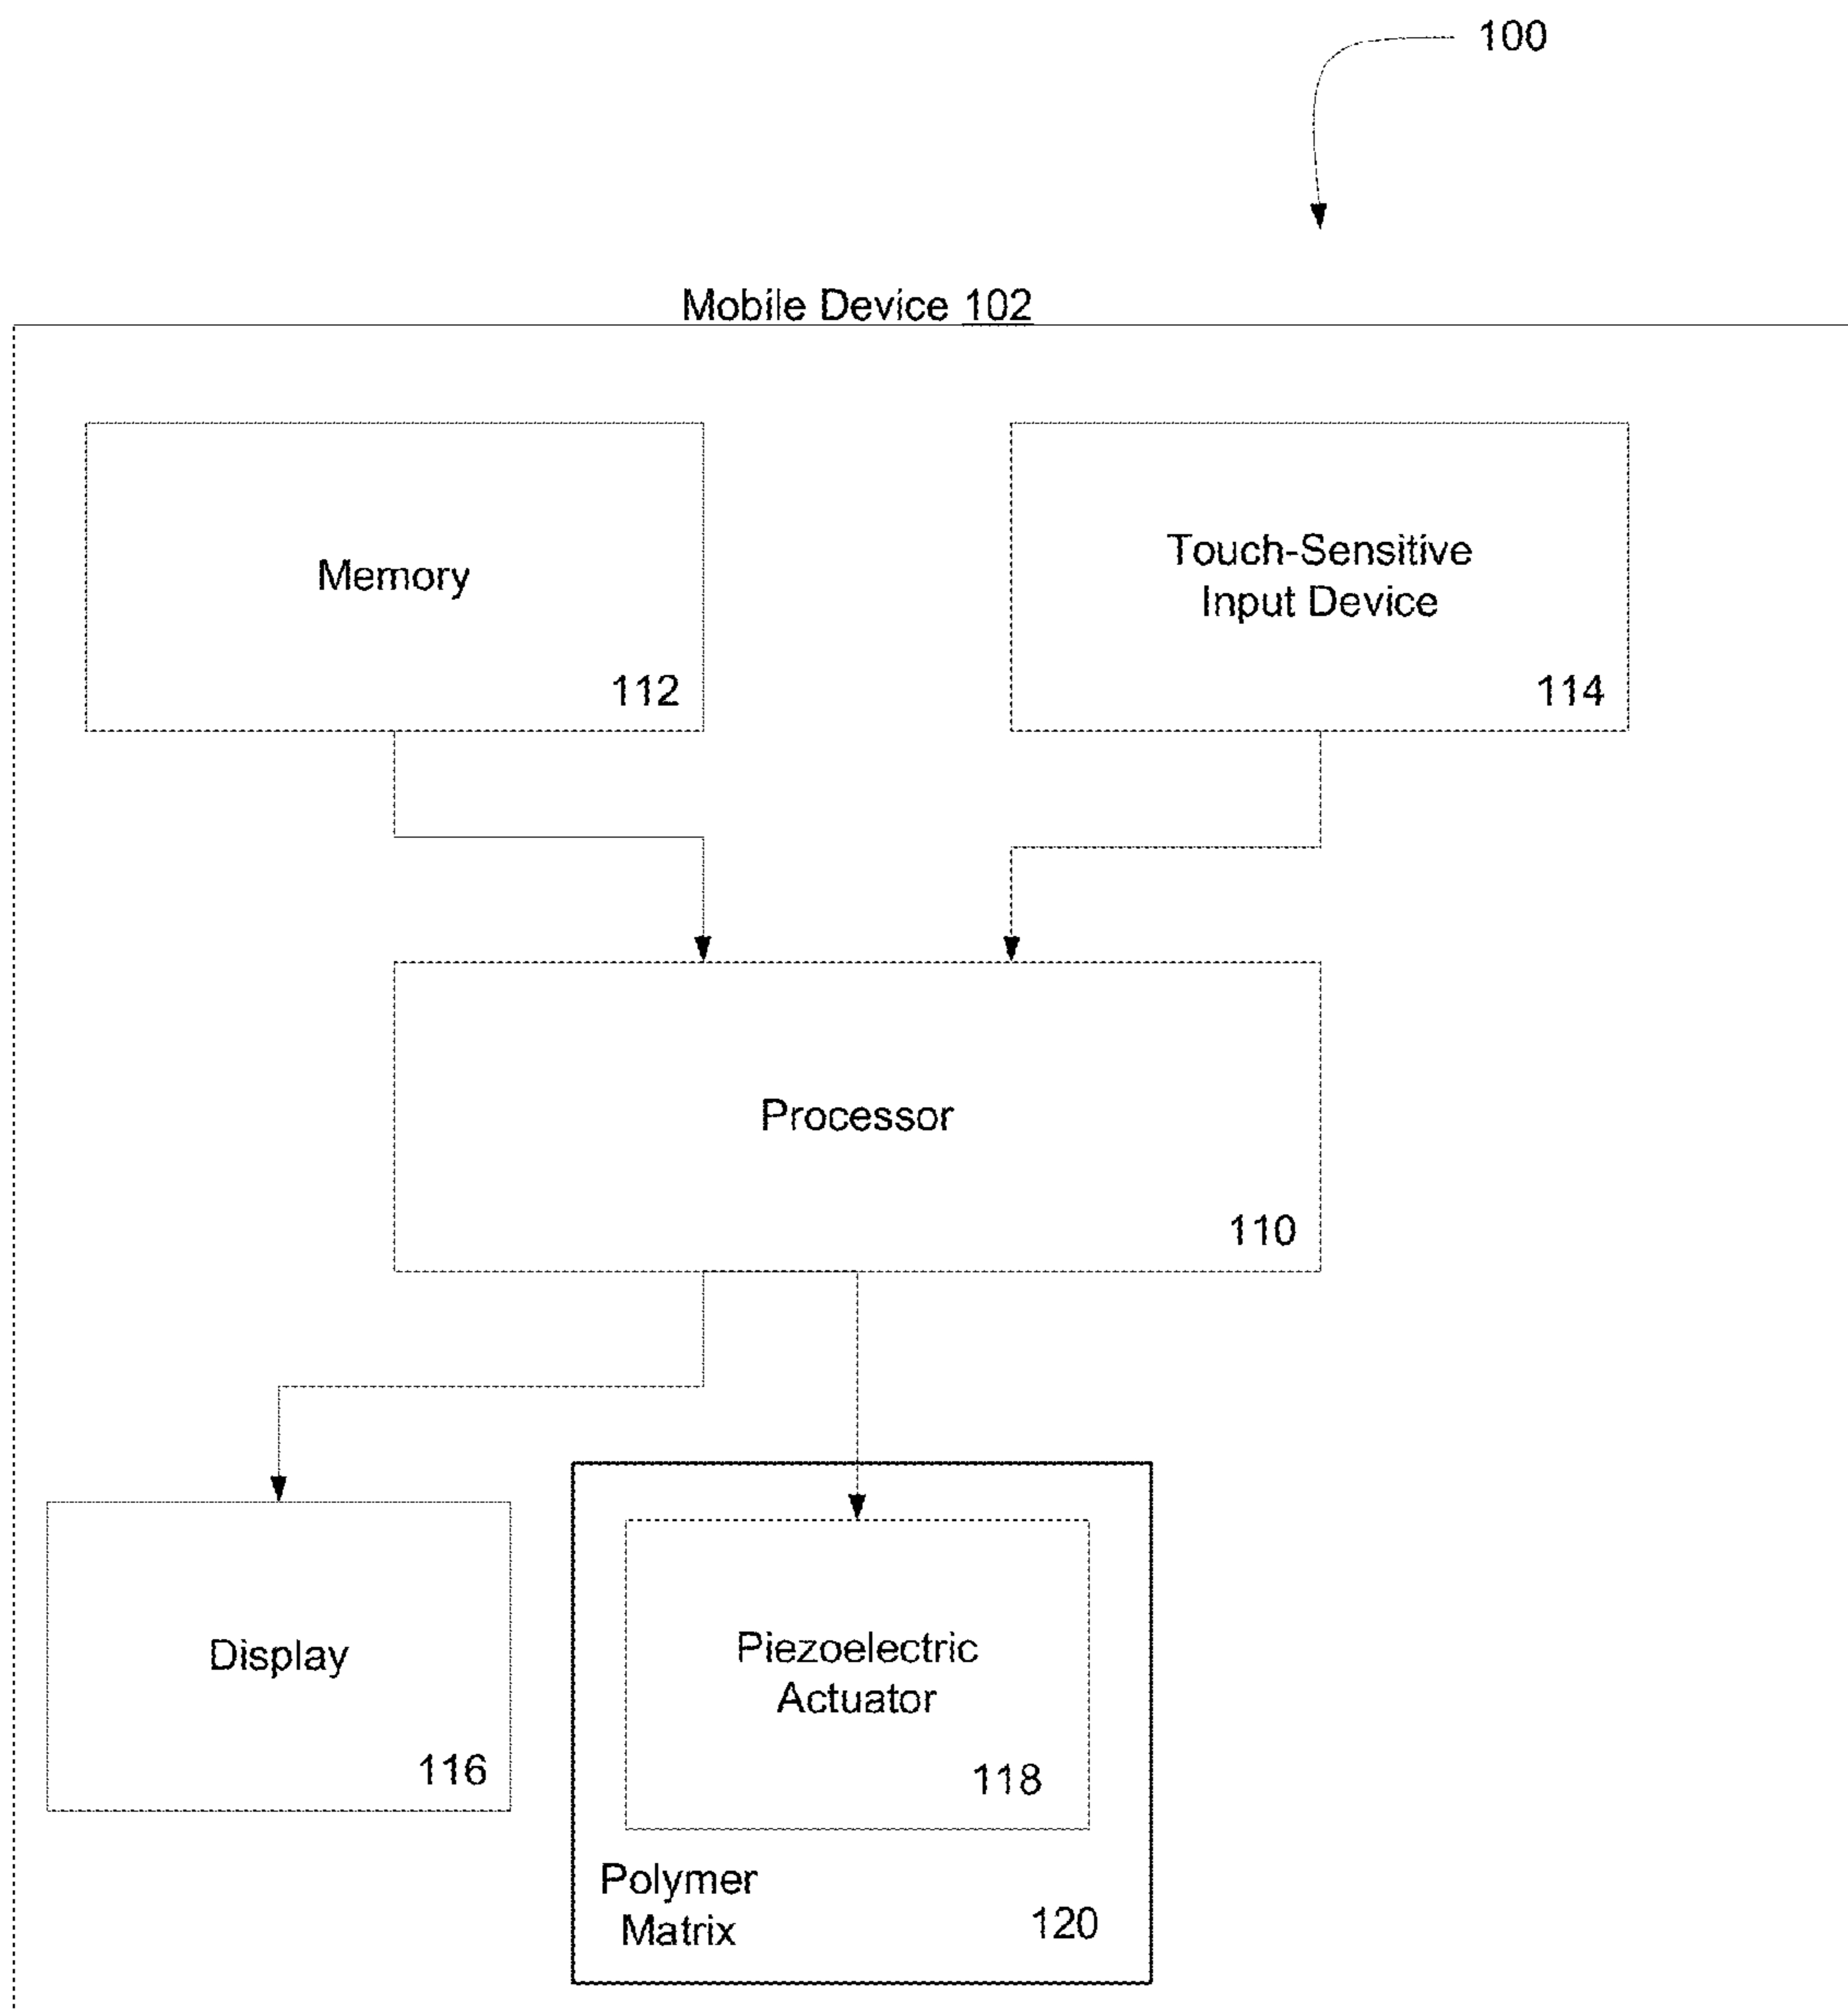 100
Mobile Device 102
Memory
112
Touch-Sensitive
Input Device
114
Processor
110
Display
116
Piezoelectric
Actuator
118
Polymer
Matrix
120